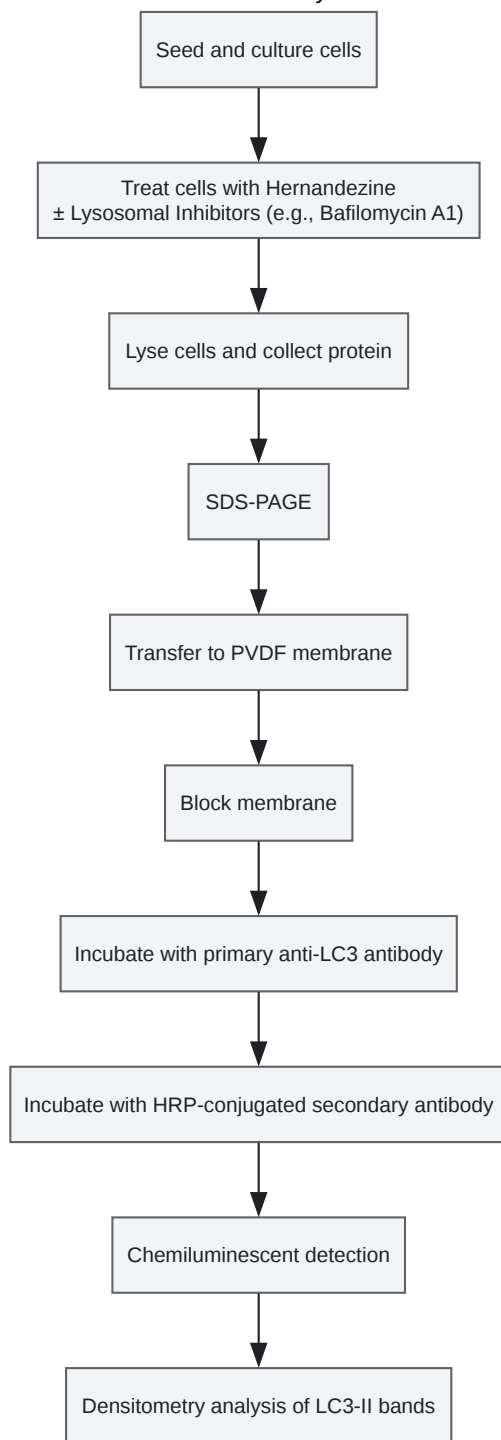 Seed and culture cells
Treat cells with Hernandezine
± Lysosomal Inhibitors (e.g., Bafilomycin A1)
Lyse cells and collect protein
SDS-PAGE
Transfer to PVDF membrane
Block membrane
Incubate with primary anti-LC3 antibody
Incubate with HRP-conjugated secondary antibody
Chemiluminescent detection
Densitometry analysis of LC3-II bands